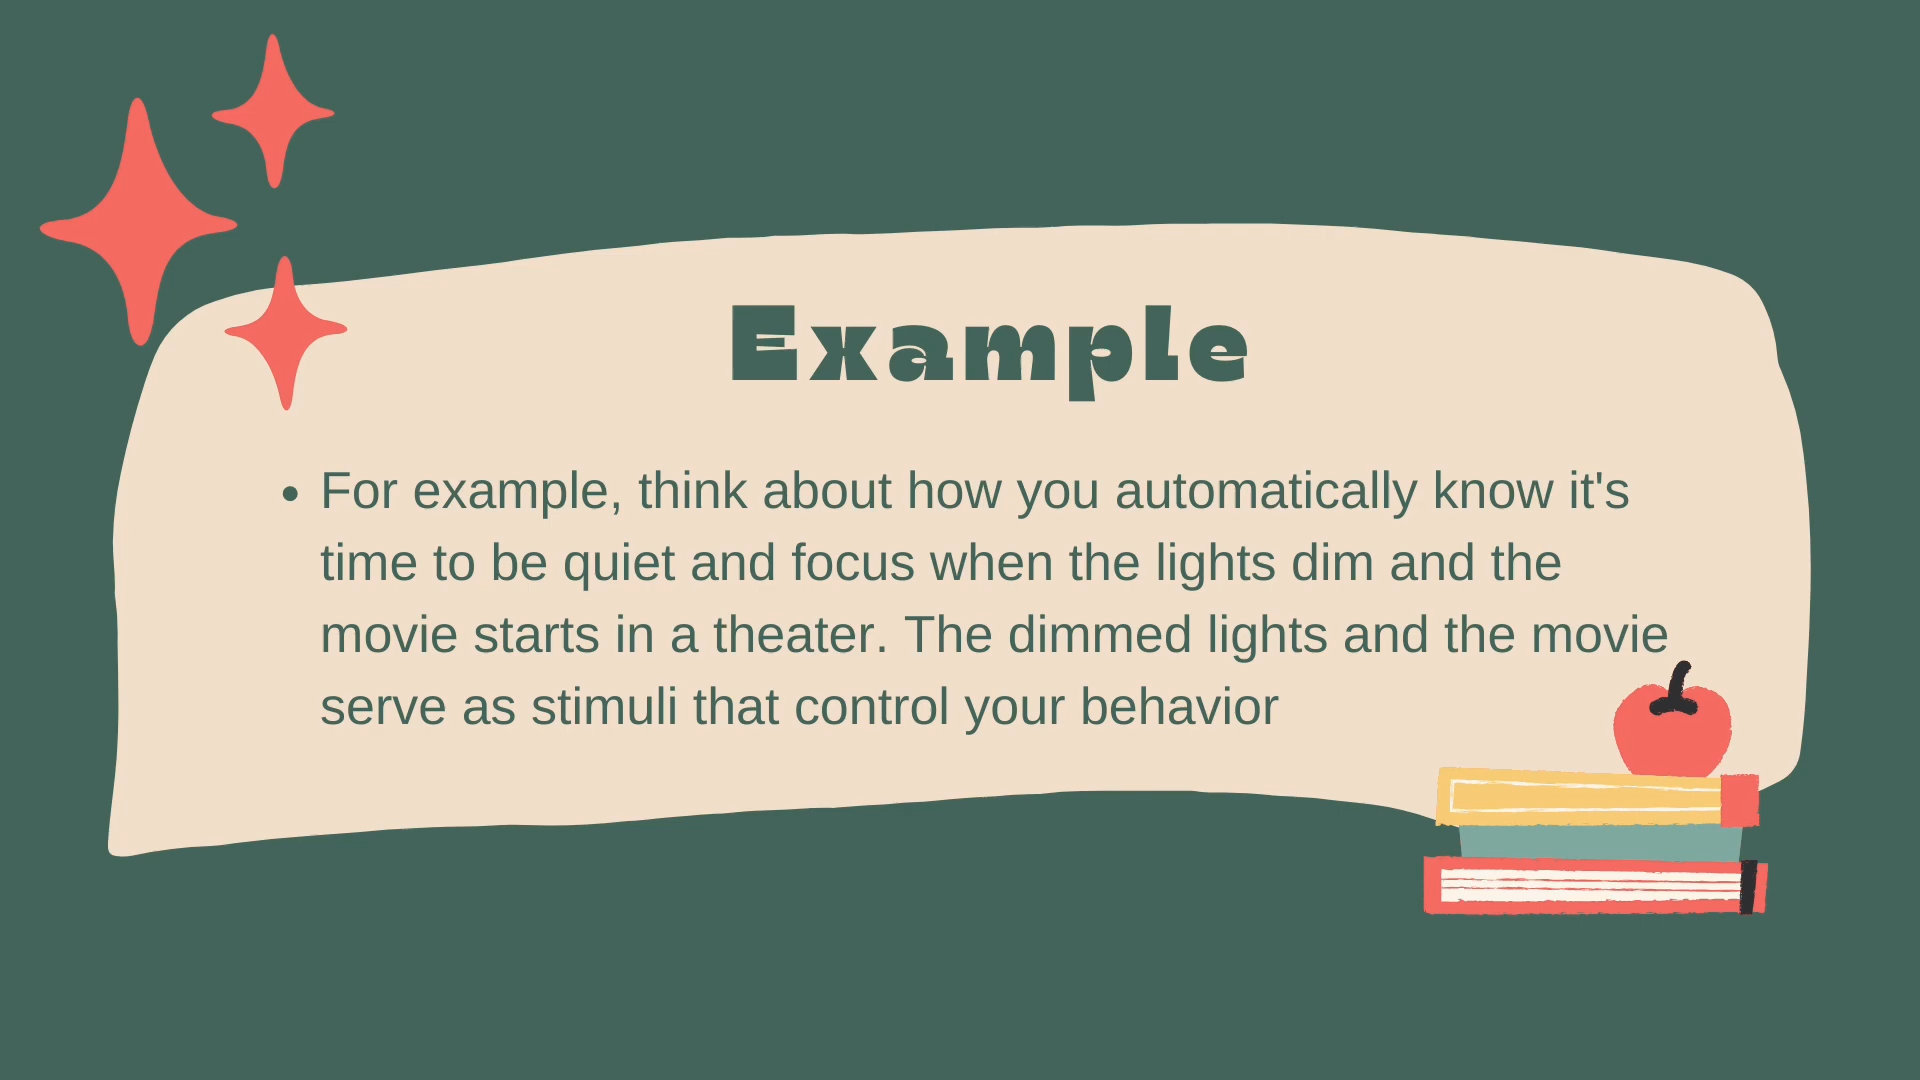 Example
• For example, think about how you automatically know it's
time to be quiet and focus when the lights dim and the
movie starts in a theater. The dimmed lights and the movie
serve as stimuli that control your behavior